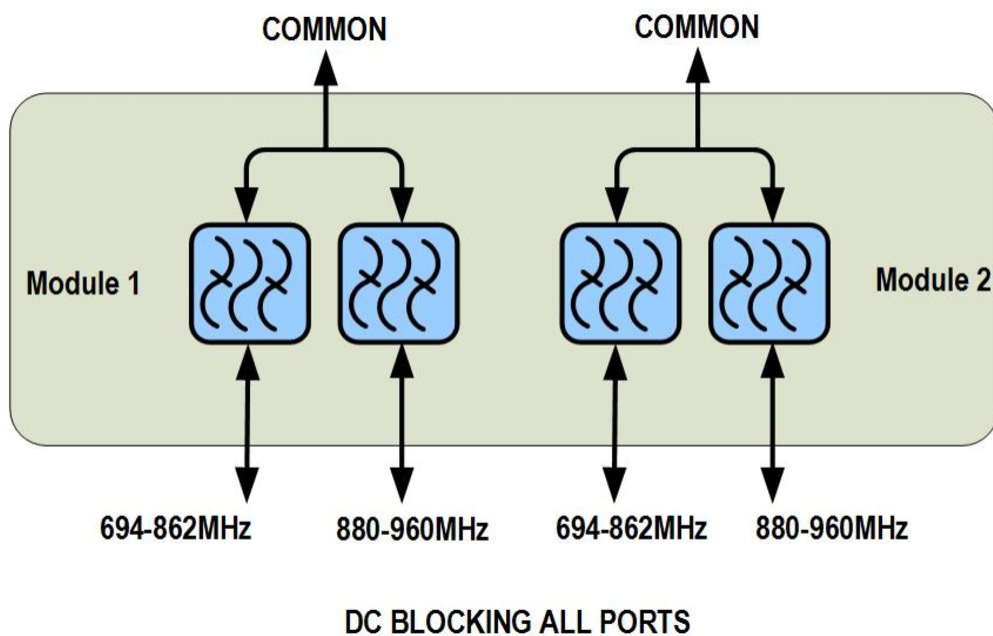 COMMON
COMMON
Module 1
Module 2
694-862MHz
880-960MHz
694-862MHz
880-960MHz
DC BLOCKING ALL PORTS